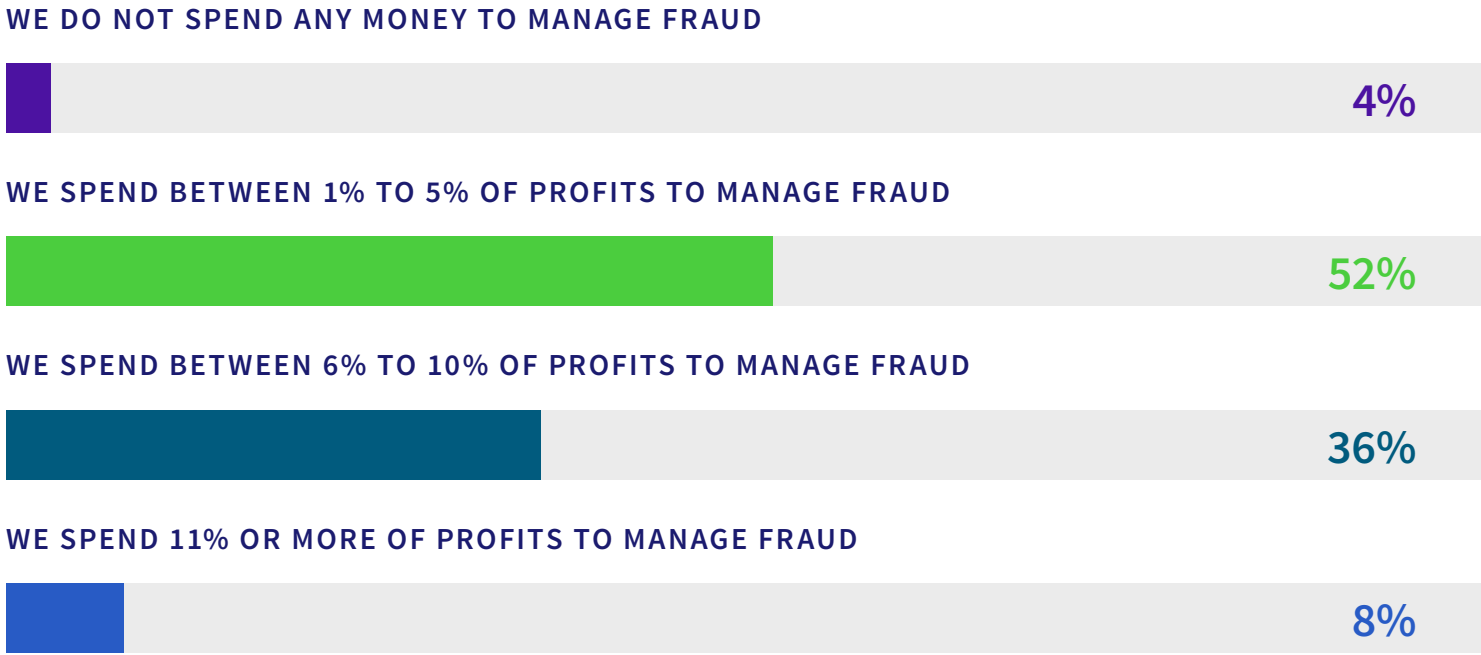 WE DO NOT SPEND ANY MONEY TO MANAGE FRAUD
4%
WE SPEND BETWEEN 1% TO 5% OF PROFITS TO MANAGE FRAUD
52%
WE SPEND BETWEEN 6% TO 10% OF PROFITS TO MANAGE FRAUD
36%
WE SPEND 11% OR MORE OF PROFITS TO MANAGE FRAUD
8%